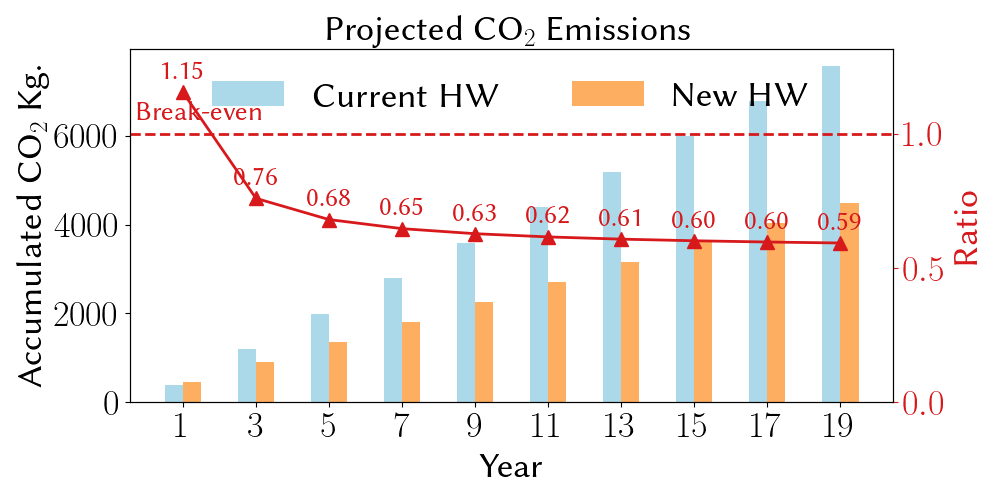 Projected CO₂ Emissions
Current HW
New HW
Break-even
1.15
0.76
0.68
0.65
0.63
0.62
0.61
0.60
0.60
0.59
Accumulated CO₂ Kg.
6000
4000
2000
0
1.0
0.5
0.0
Ratio
1 3 5 7 9 11 13 15 17 19
Year